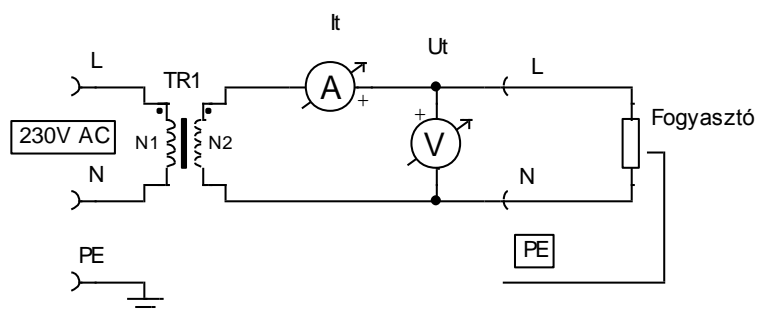 It
Ut
L
TR1
A
+
L
230V AC
N1
N2
+
V
Fogyasztó
N
N
PE
PE